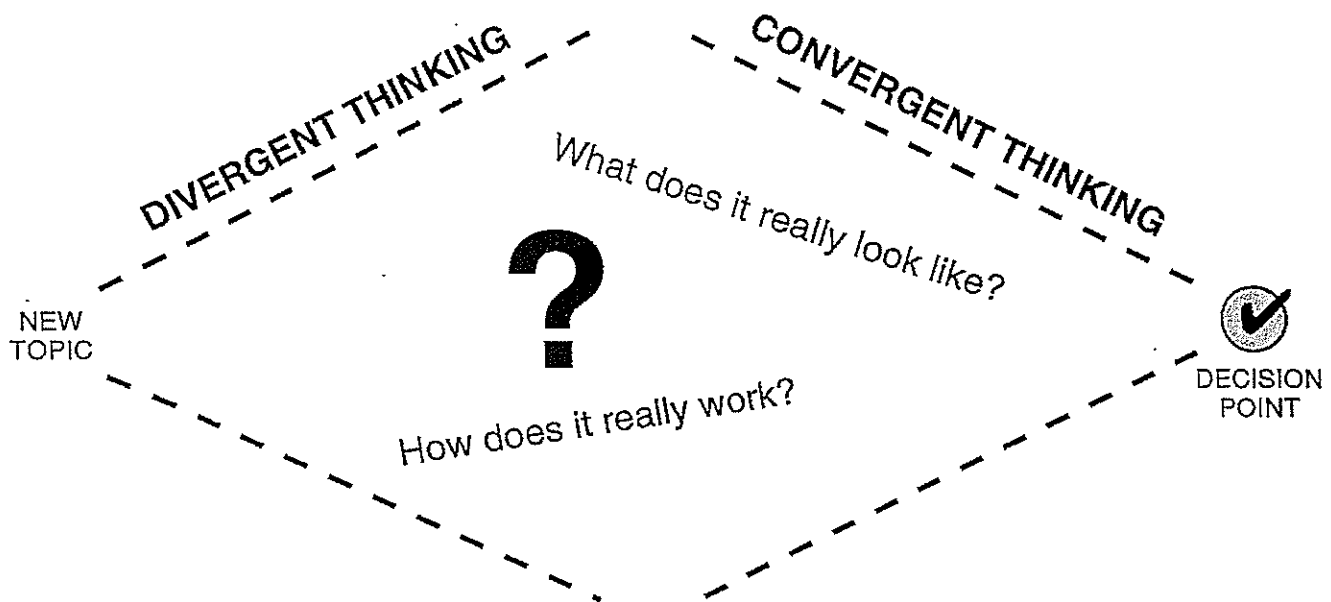 DIVERGENT THINKING
CONVERGENT THINKING
What does it really look like?
?
NEW
TOPIC
How does it really work?
DECISION
POINT